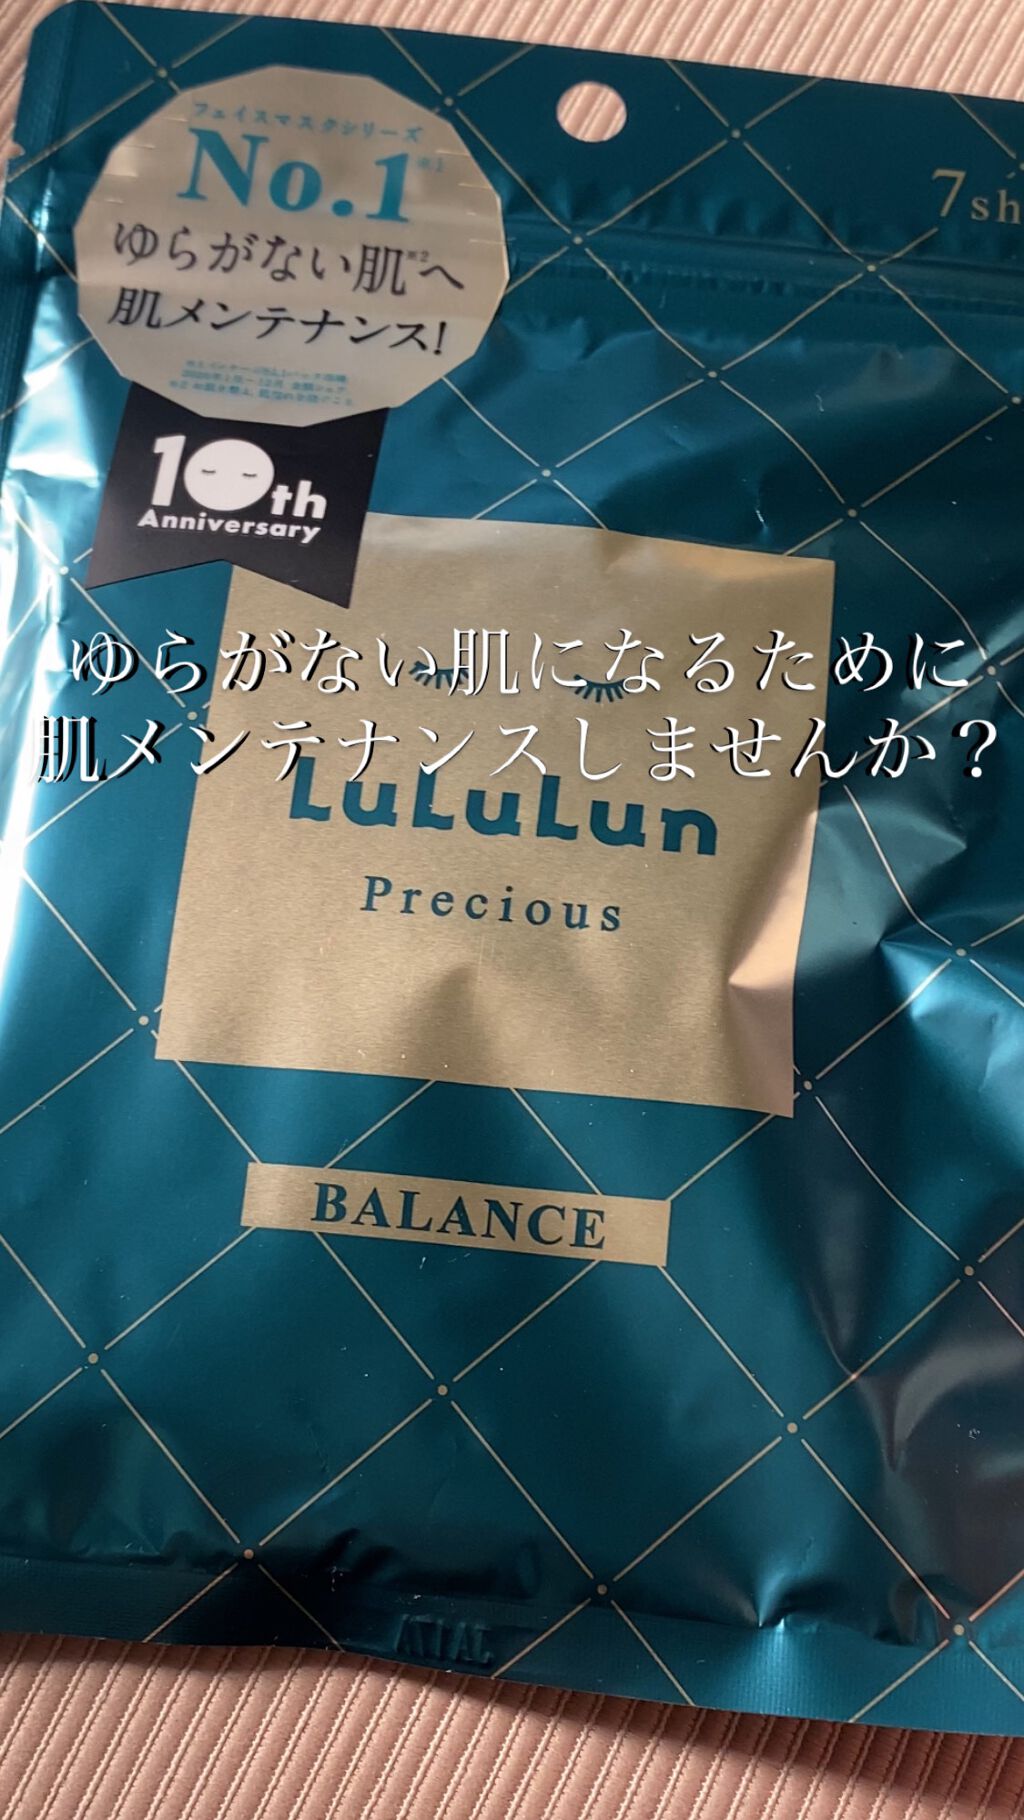 フェイスマスクシリーズ
No.1※1
ゆらがない肌※2へ
肌メンテナンス!
10th
Anniversary
7sh
ゆらがない肌になるために
肌メンテナンスしませんか？
LuLuLun
Precious
BALANCE